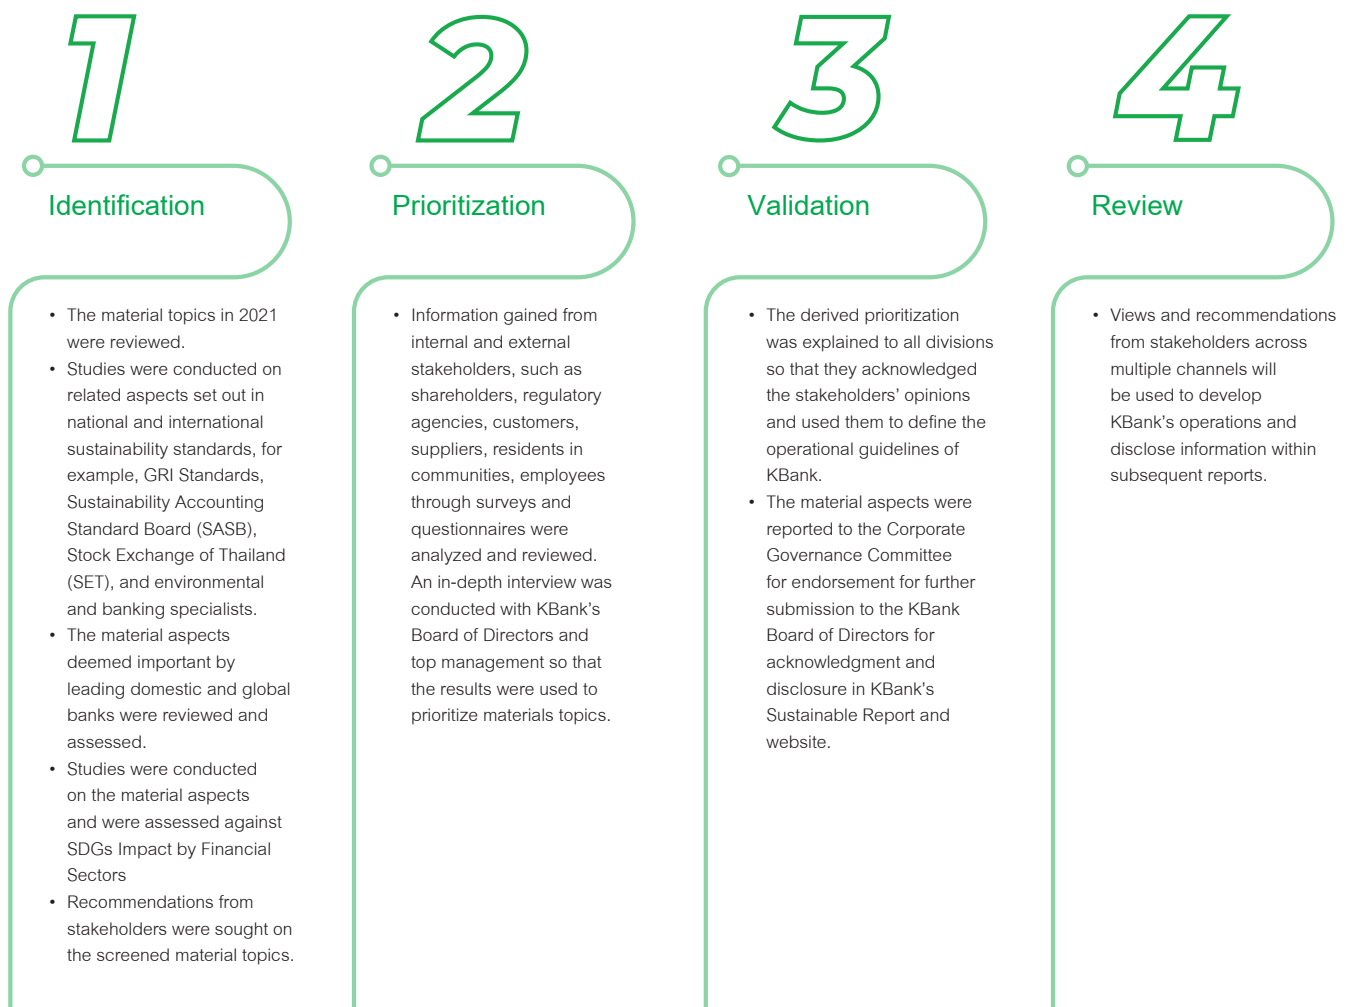 1
Identification
• The material topics in 2021
were reviewed.
• Studies were conducted on
related aspects set out in
national and international
sustainability standards, for
example, GRI Standards,
Sustainability Accounting
Standard Board (SASB),
Stock Exchange of Thailand
(SET), and environmental
and banking specialists.
• The material aspects
deemed important by
leading domestic and global
banks were reviewed and
assessed.
• Studies were conducted
on the material aspects
and were assessed against
SDGs Impact by Financial
Sectors
• Recommendations from
stakeholders were sought on
the screened material topics.
2
Prioritization
• Information gained from
internal and external
stakeholders, such as
shareholders, regulatory
agencies, customers,
suppliers, residents in
communities, employees
through surveys and
questionnaires were
analyzed and reviewed.
An in-depth interview was
conducted with KBank’s
Board of Directors and
top management so that
the results were used to
prioritize materials topics.
3
Validation
• The derived prioritization
was explained to all divisions
so that they acknowledged
the stakeholders’ opinions
and used them to define the
operational guidelines of
KBank.
• The material aspects were
reported to the Corporate
Governance Committee
for endorsement for further
submission to the KBank
Board of Directors for
acknowledgment and
disclosure in KBank’s
Sustainable Report and
website.
4
Review
• Views and recommendations
from stakeholders across
multiple channels will
be used to develop
KBank’s operations and
disclose information within
subsequent reports.